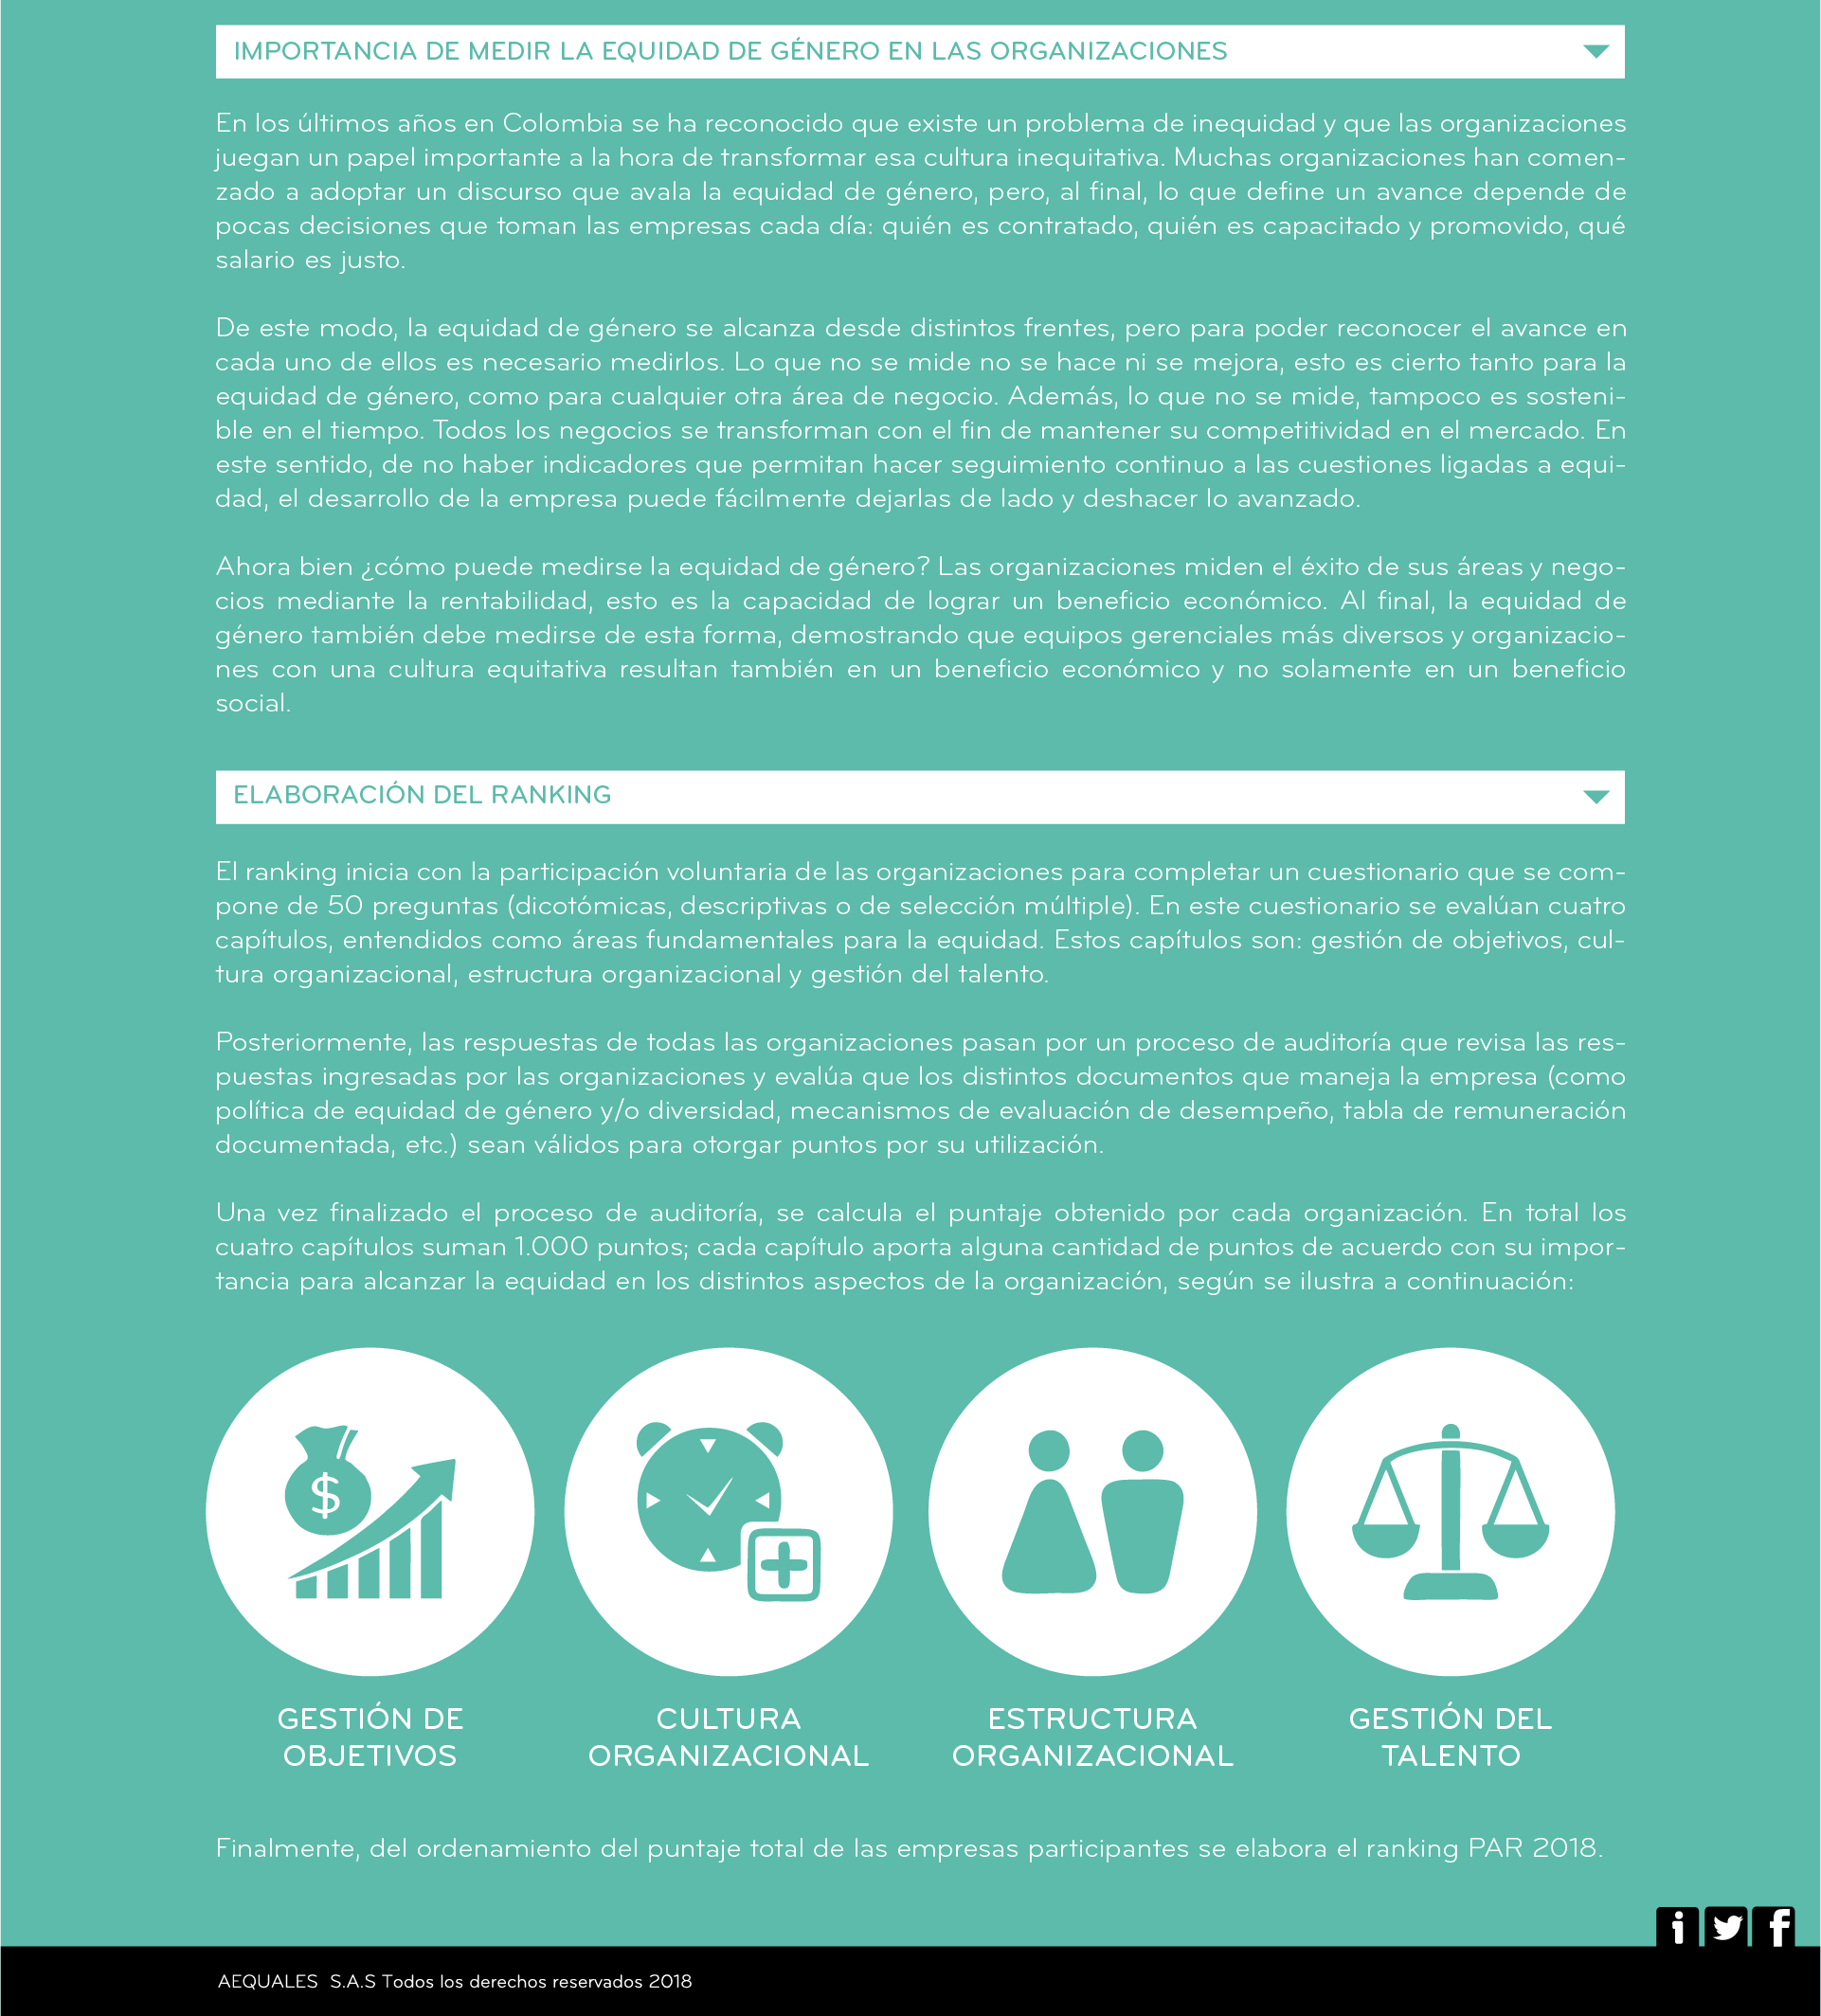 IMPORTANCIA DE MEDIR LA EQUIDAD DE GÉNERO EN LAS ORGANIZACIONES
En los últimos años en Colombia se ha reconocido que existe un problema de inequidad y que las organizaciones
juegan un papel importante a la hora de transformar esa cultura inequitativa. Muchas organizaciones han comen-
zado a adoptar un discurso que avala la equidad de género, pero, al final, lo que define un avance depende de
pocas decisiones que toman las empresas cada día: quién es contratado, quién es capacitado y promovido, qué
salario es justo.
De este modo, la equidad de género se alcanza desde distintos frentes, pero para poder reconocer el avance en
cada uno de ellos es necesario medirlos. Lo que no se mide no se hace ni se mejora, esto es cierto tanto para la
equidad de género, como para cualquier otra área de negocio. Además, lo que no se mide, tampoco es sosteni-
ble en el tiempo. Todos los negocios se transforman con el fin de mantener su competitividad en el mercado. En
este sentido, de no haber indicadores que permitan hacer seguimiento continuo a las cuestiones ligadas a equi-
dad, el desarrollo de la empresa puede fácilmente dejarlas de lado y deshacer lo avanzado.
Ahora bien ¿cómo puede medirse la equidad de género? Las organizaciones miden el éxito de sus áreas y nego-
cios mediante la rentabilidad, esto es la capacidad de lograr un beneficio económico. Al final, la equidad de
género también debe medirse de esta forma, demostrando que equipos gerenciales más diversos y organizacio-
nes con una cultura equitativa resultan también en un beneficio económico y no solamente en un beneficio
social.
ELABORACIÓN DEL RANKING
El ranking inicia con la participación voluntaria de las organizaciones para completar un cuestionario que se com-
pone de 50 preguntas (dicotómicas, descriptivas o de selección múltiple). En este cuestionario se evalúan cuatro
capítulos, entendidos como áreas fundamentales para la equidad. Estos capítulos son: gestión de objetivos, cul-
tura organizacional, estructura organizacional y gestión del talento.
Posteriormente, las respuestas de todas las organizaciones pasan por un proceso de auditoría que revisa las res-
puestas ingresadas por las organizaciones y evalúa que los distintos documentos que maneja la empresa (como
política de equidad de género y/o diversidad, mecanismos de evaluación de desempeño, tabla de remuneración
documentada, etc.) sean válidos para otorgar puntos por su utilización.
Una vez finalizado el proceso de auditoría, se calcula el puntaje obtenido por cada organización. En total los
cuatro capítulos suman 1.000 puntos; cada capítulo aporta alguna cantidad de puntos de acuerdo con su impor-
tancia para alcanzar la equidad en los distintos aspectos de la organización, según se ilustra a continuación:
$
GESTIÓN DE
OBJETIVOS
CULTURA
ORGANIZACIONAL
ESTRUCTURA
ORGANIZACIONAL
GESTIÓN DEL
TALENTO
Finalmente, del ordenamiento del puntaje total de las empresas participantes se elabora el ranking PAR 2018.
AEQUALES S.A.S Todos los derechos reservados 2018